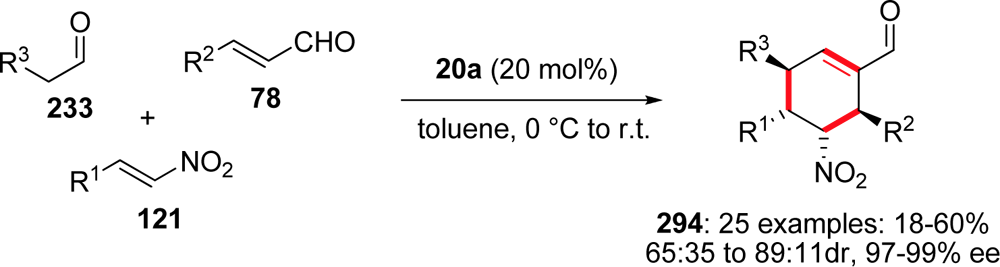 R³ O
233
+
R² CHO
78
R¹ NO₂
121
20a (20 mol%)
toluene, 0 °C to r.t.
O
R³
R¹ R²
NO₂
294: 25 examples: 18-60%
65:35 to 89:11dr, 97-99% ee